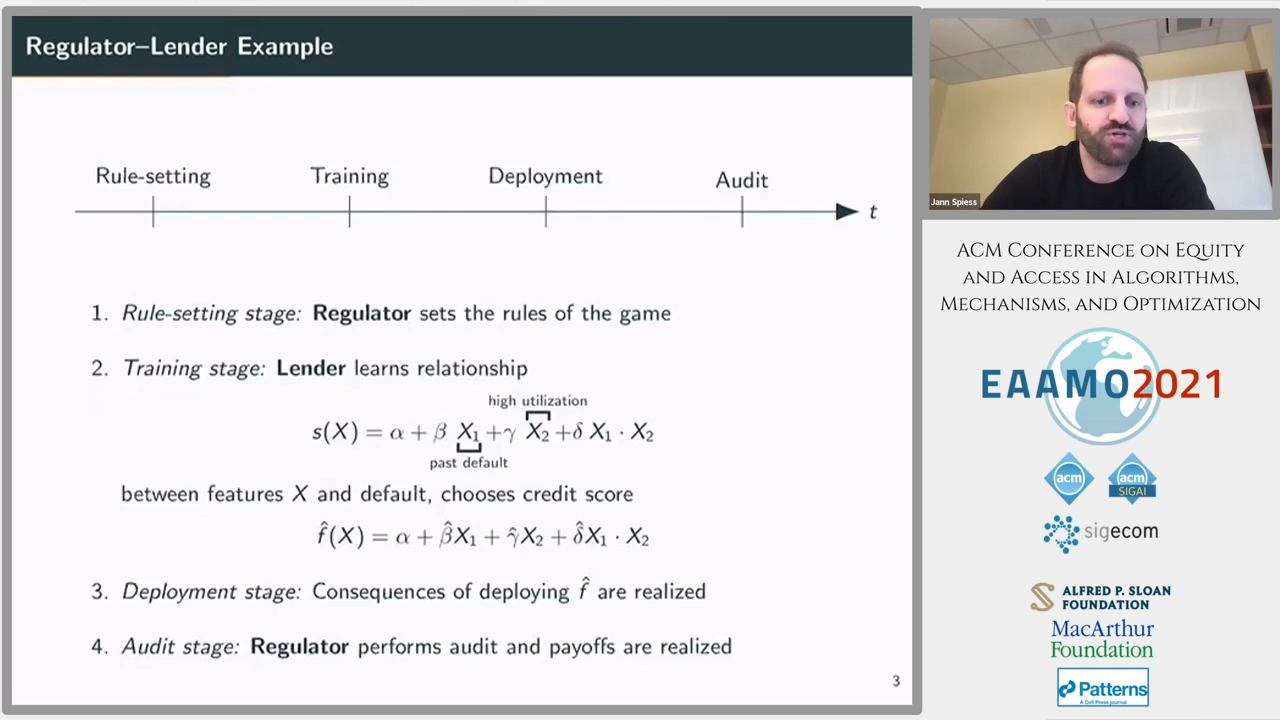 Regulator–Lender Example
Rule-setting Training Deployment Audit
t
1. Rule-setting stage: Regulator sets the rules of the game
2. Training stage: Lender learns relationship
high utilization
s(X) = α + β X₁ + γ X₂ + δ X₁ · X₂
past default
between features X and default, chooses credit score
f̂(X) = α + β̂X₁ + γ̂X₂ + δ̂X₁ · X₂
3. Deployment stage: Consequences of deploying f̂ are realized
4. Audit stage: Regulator performs audit and payoffs are realized
3
Jann Spiess
ACM Conference on Equity
and Access in Algorithms,
Mechanisms, and Optimization
EAAMO2021
acm acm
SIGAI
sigecom
ALFRED P. SLOAN
FOUNDATION
MacArthur
Foundation
Patterns
A Cell Press journal